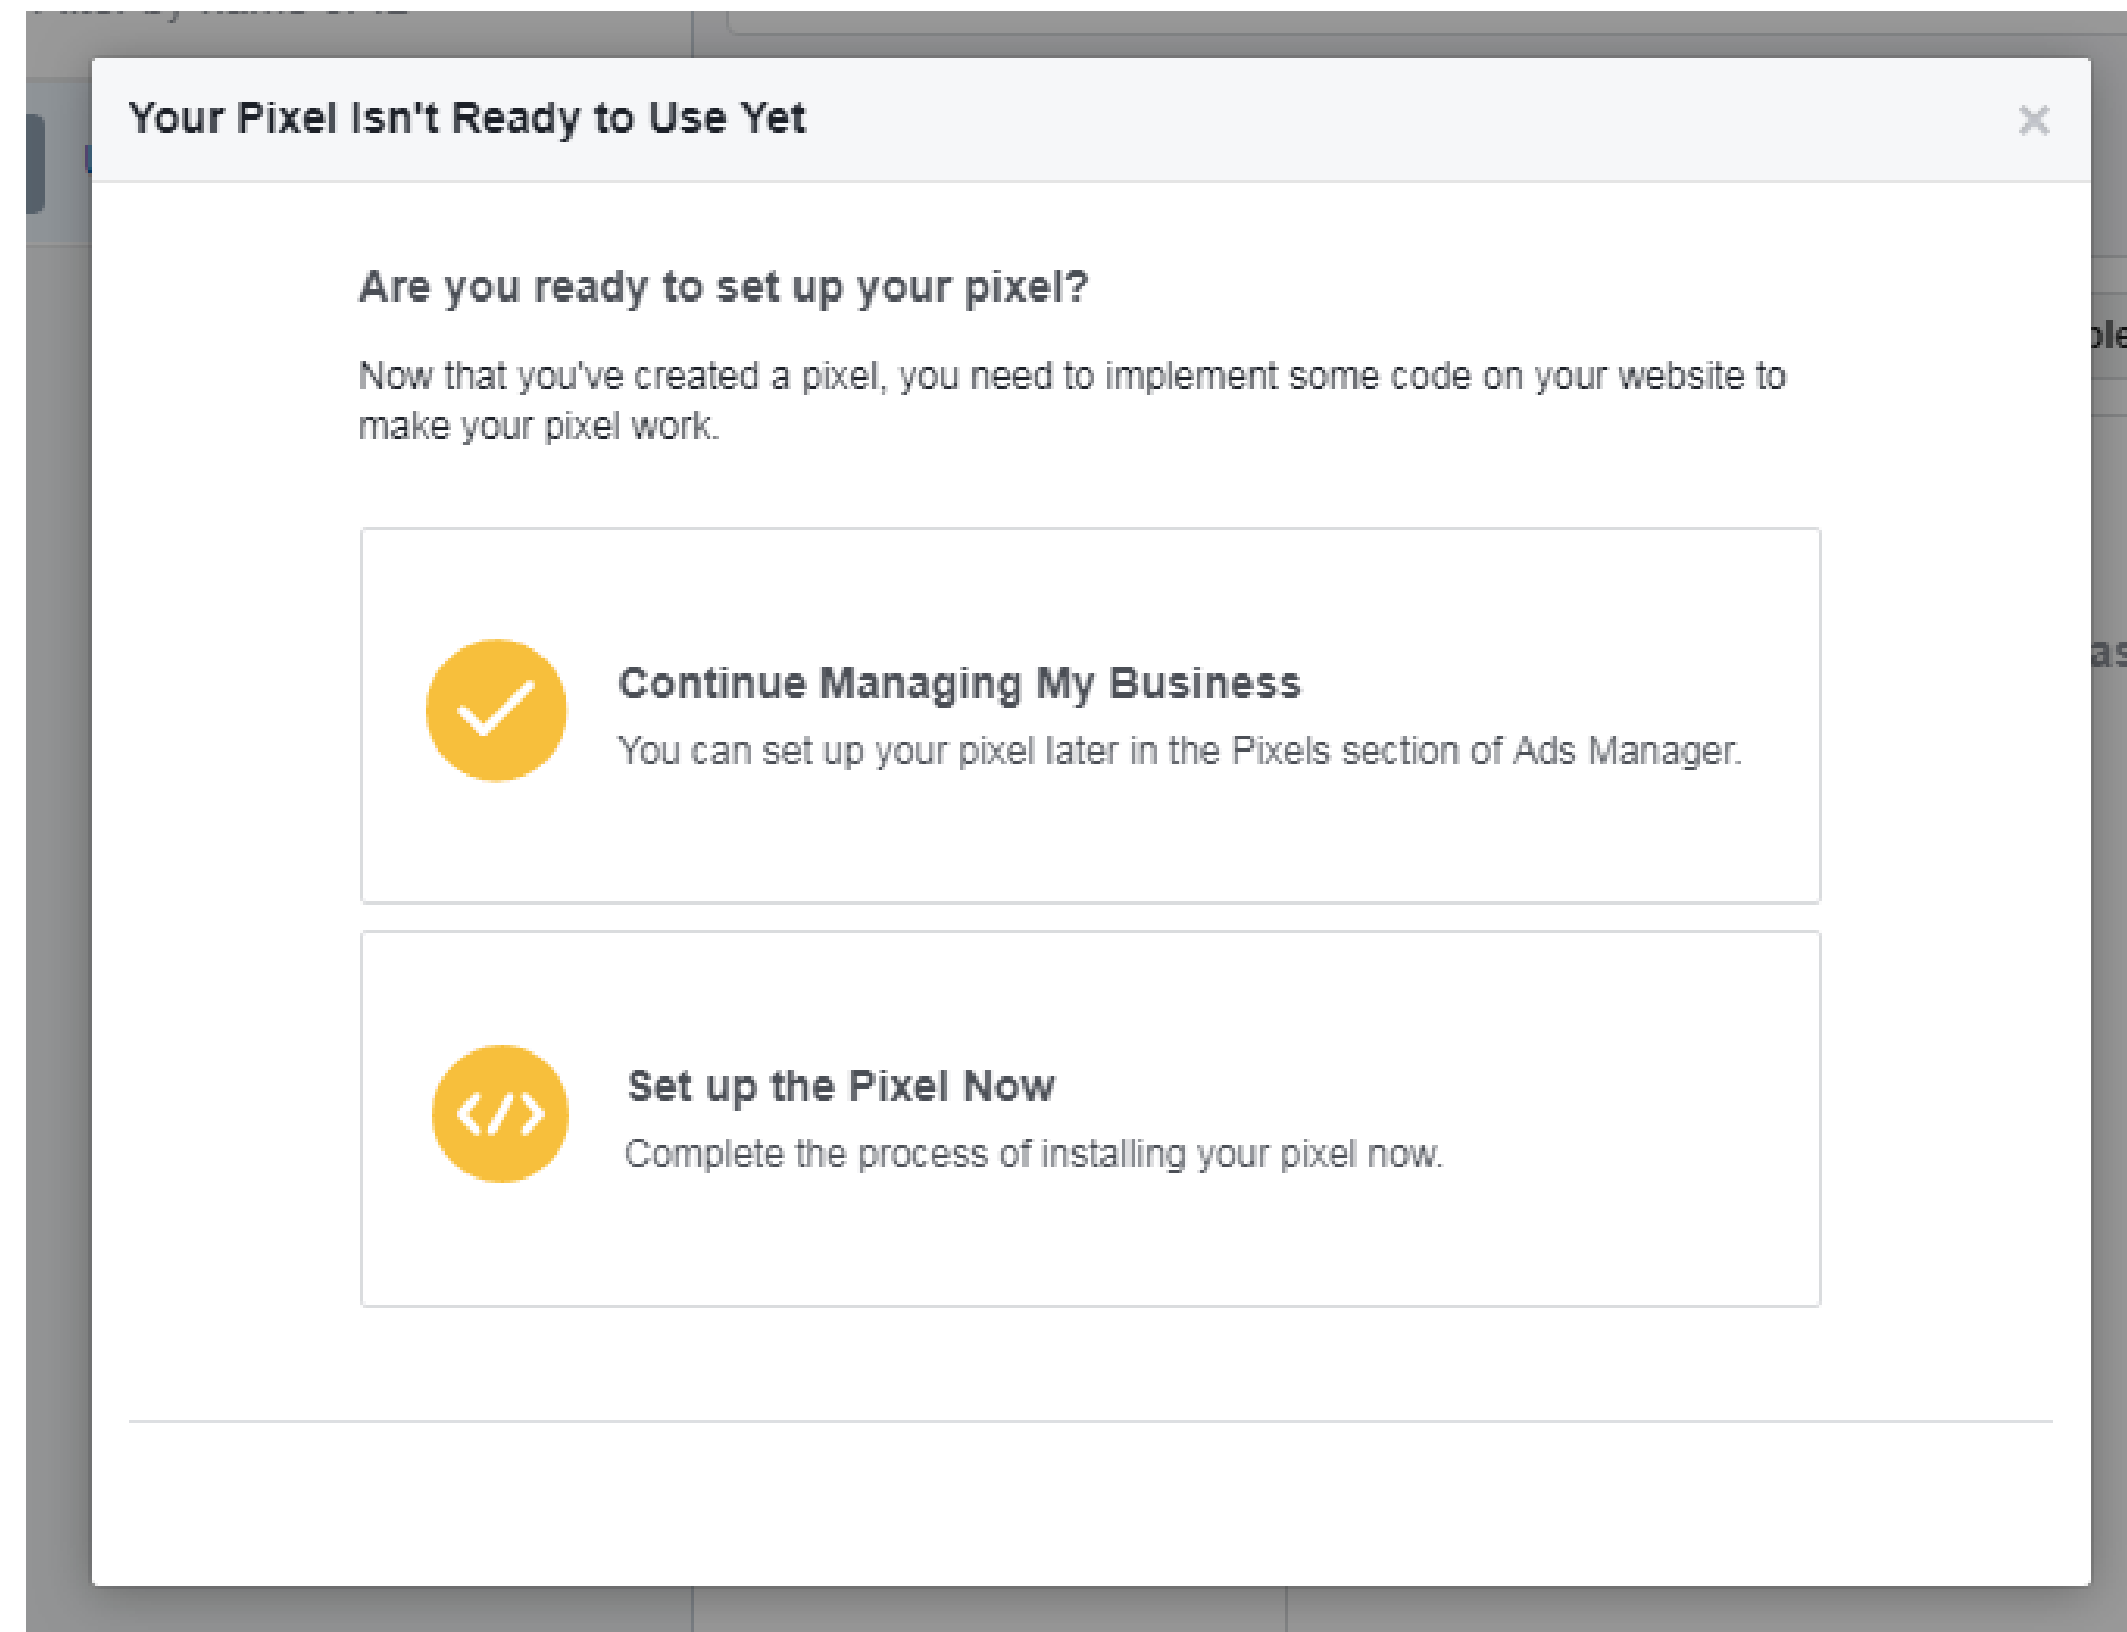 Your Pixel Isn't Ready to Use Yet
Are you ready to set up your pixel?
Now that you've created a pixel, you need to implement some code on your website to
make your pixel work.
Continue Managing My Business
You can set up your pixel later in the Pixels section of Ads Manager.
Set up the Pixel Now
Complete the process of installing your pixel now.